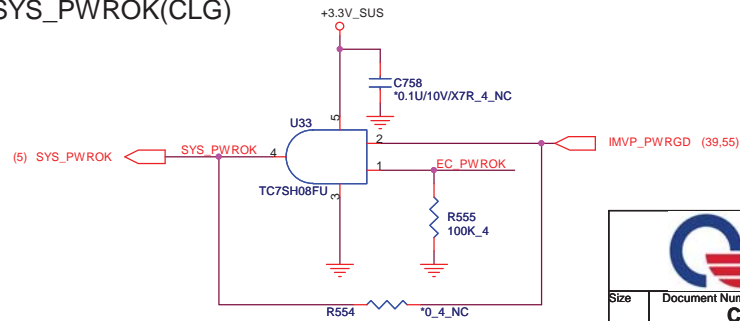 SYS_PWROK(CLG)
+3.3V_SUS
C758
*0.1U/10V/X7R_4_NC
U33
5
2
IMVP_PWRGD (39,55)
(5) SYS_PWROK
SYS_PWROK
4
1
EC_PWROK
TC7SH08FU
3
R555
100K_4
R554
*0_4_NC
Size
Document Num
C